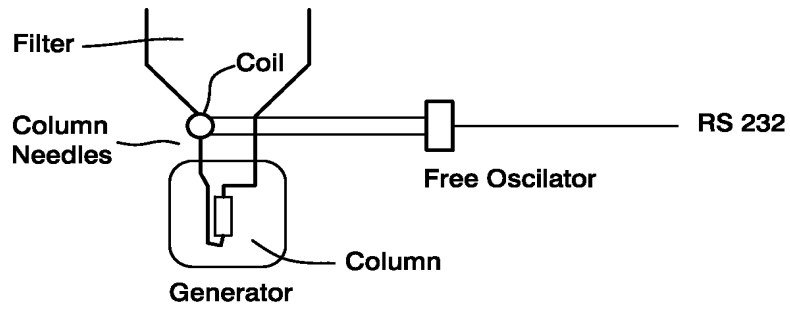 Filter
Coil
Column
Needles
RS 232
Free Oscilator
Column
Generator